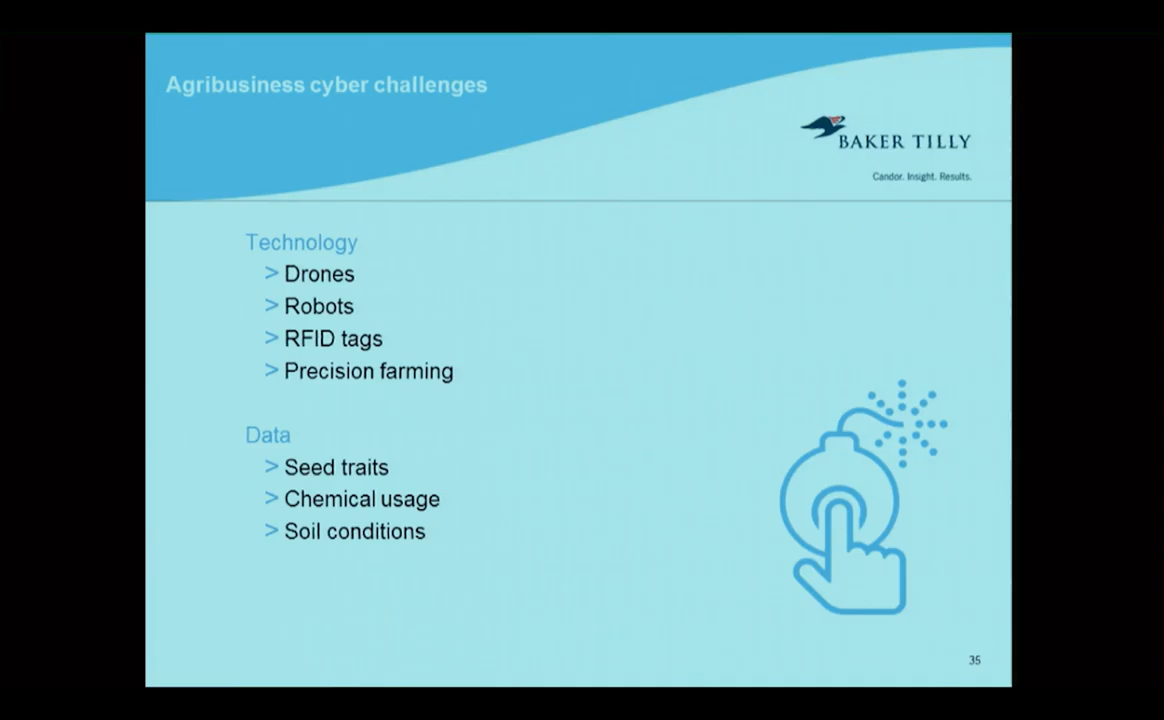 Agribusiness cyber challenges
BAKER TILLY
Candor. Insight. Results.
Technology
> Drones
> Robots
> RFID tags
> Precision farming
Data
> Seed traits
> Chemical usage
> Soil conditions
35